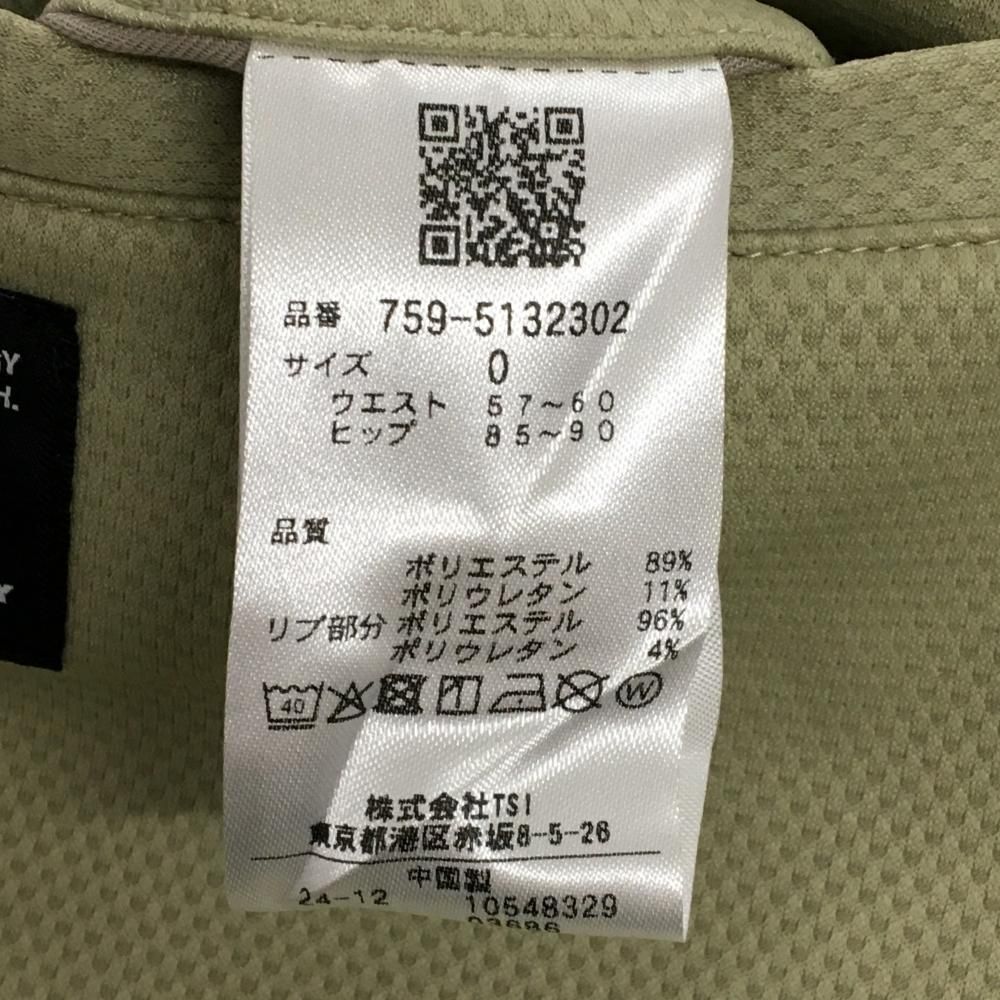 品番 759-5132302
サイズ 0
ウエスト 57~60
ヒップ 85~90
品質
ポリエステル 89%
ポリウレタン 11%
リブ部分 ポリエステル 96%
ポリウレタン 4%
40
W
株式会社TSI
東京都港区赤坂8-5-26
中国製
24-12 10548329
03686
H.